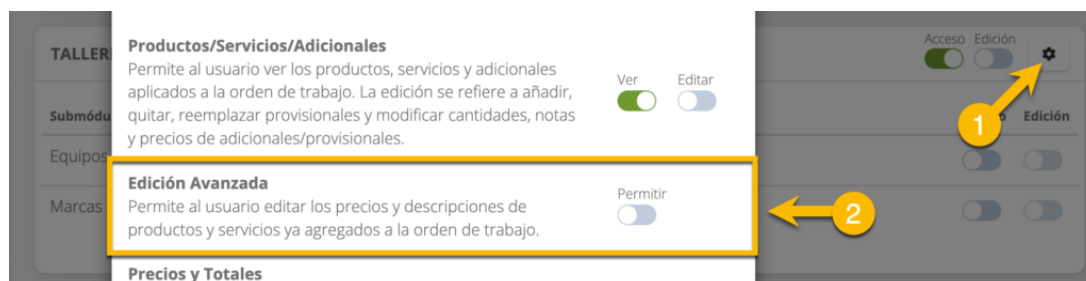 Productos/Servicios/Adicionales
Permite al usuario ver los productos, servicios y adicionales
aplicados a la orden de trabajo. La edición se refiere a añadir,
quitar, reemplazar provisionales y modificar cantidades, notas
y precios de adicionales/provisionales.
Ver Editar
Edición Avanzada
Permite al usuario editar los precios y descripciones de
productos y servicios ya agregados a la orden de trabajo.
Permitir
Precios y Totales
TALLER
Acceso Edición
Submódu
Edición
Equipos
Marcas
1
2